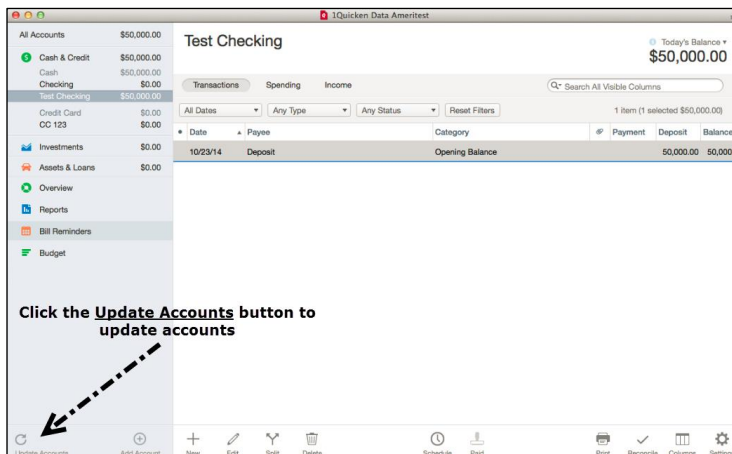 1Quicken Data Ameritest
All Accounts $50,000.00
Cash & Credit $50,000.00
Cash $50,000.00
Checking $0.00
Test Checking $50,000.00
Credit Card $0.00
CC 123 $0.00
Investments $0.00
Assets & Loans $0.00
Overview
Reports
Bill Reminders
Budget
Click the Update Accounts button to
update accounts
Update Accounts Add Account
Test Checking
Today's Balance
$50,000.00
Transactions Spending Income
Search All Visible Columns
All Dates Any Type Any Status Reset Filters
1 item (1 selected $50,000.00)
Date Payee Category Payment Deposit Balance
10/23/14 Deposit Opening Balance 50,000.00 50,000
New Edit Split Delete Schedule Paid Print Reconcile Columns Settings